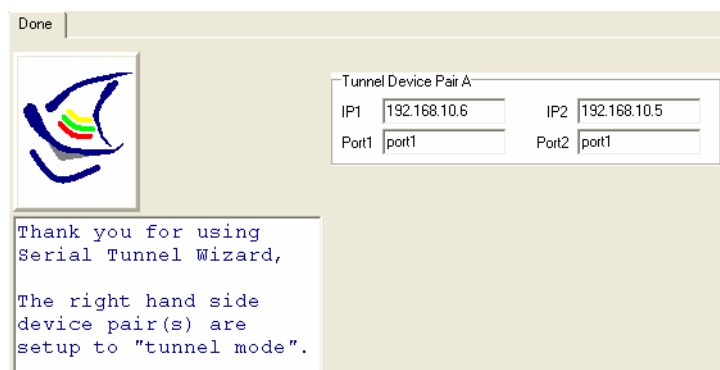 Done
Tunnel Device Pair A
IP1 192.168.10.6 IP2 192.168.10.5
Port1 port1 Port2 port1
Thank you for using
Serial Tunnel Wizard,
The right hand side
device pair(s) are
setup to "tunnel mode".